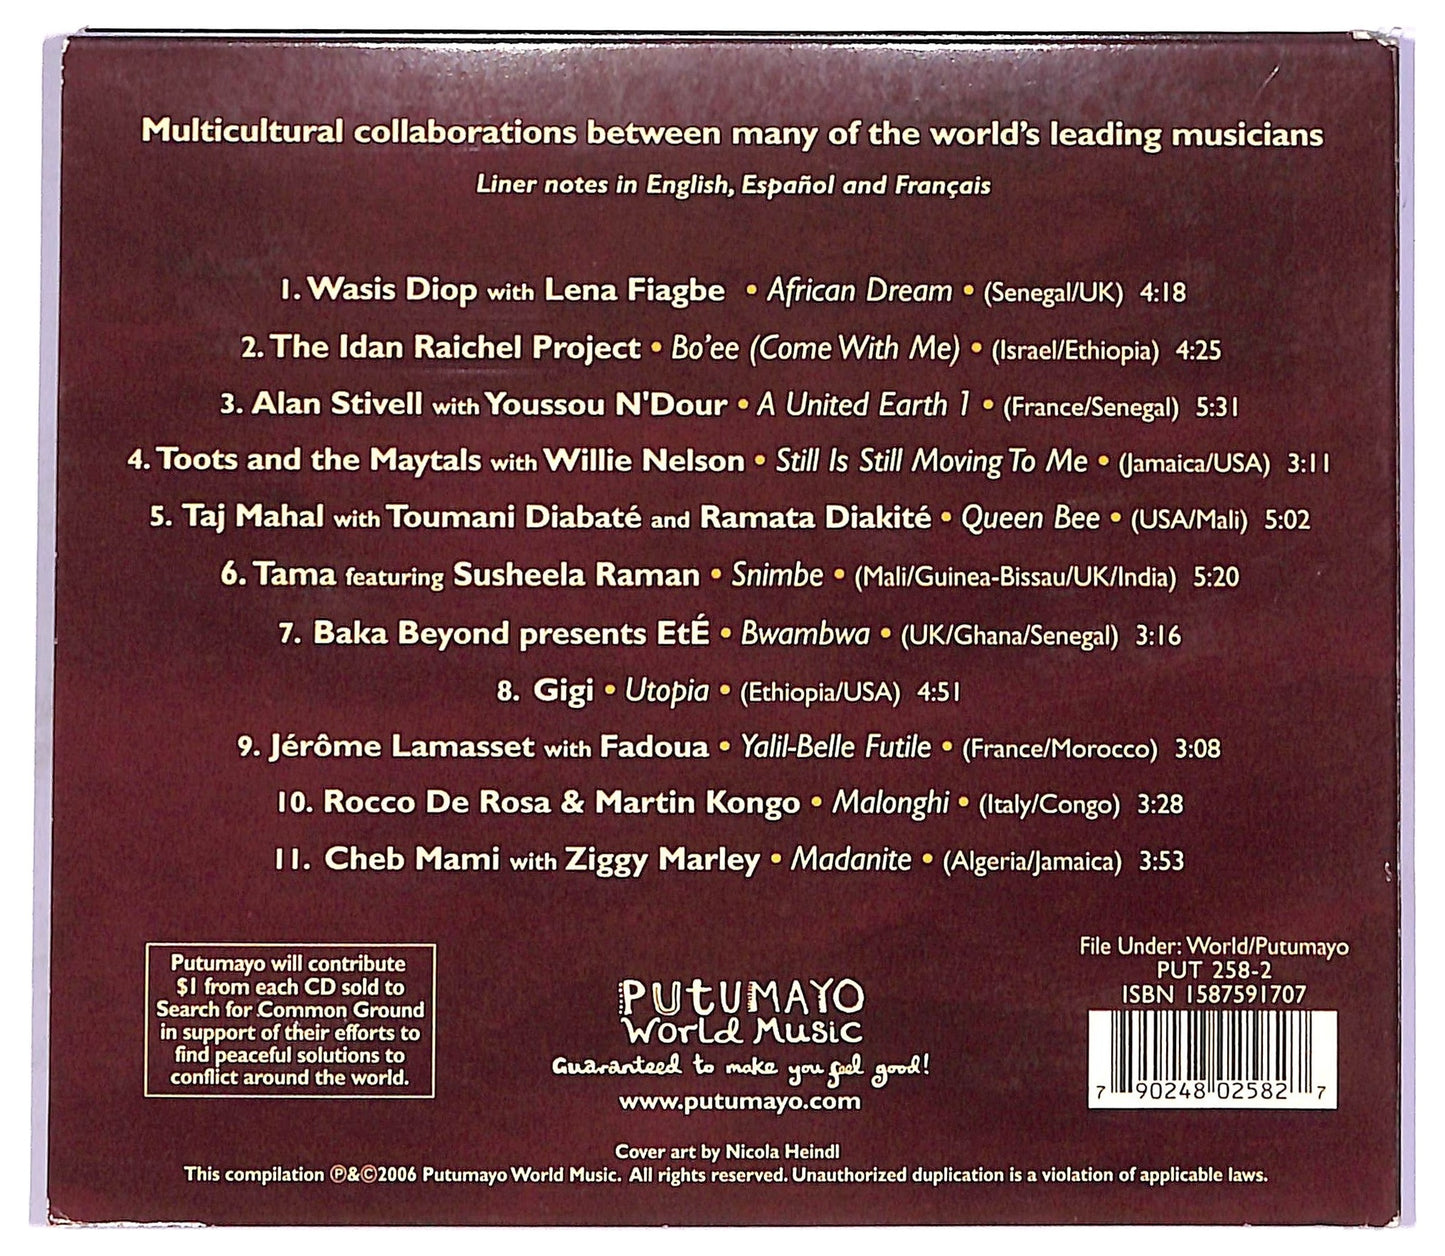 Multicultural collaborations between many of the world's leading musicians
Liner notes in English, Español and Français
1. Wasis Diop with Lena Fiagbe • African Dream • (Senegal/UK) 4:18
2. The Idan Raichel Project • Bo'ee (Come With Me) • (Israel/Ethiopia) 4:25
3. Alan Stivell with Youssou N'Dour • A United Earth 1 • (France/Senegal) 5:31
4. Toots and the Maytals with Willie Nelson • Still Is Still Moving To Me • (Jamaica/USA) 3:11
5. Taj Mahal with Toumani Diabaté and Ramata Diakité • Queen Bee • (USA/Mali) 5:02
6. Tama featuring Susheela Raman • Snimbe • (Mali/Guinea-Bissau/UK/India) 5:20
7. Baka Beyond presents EtÉ • Bwambwa • (UK/Ghana/Senegal) 3:16
8. Gigi • Utopia • (Ethiopia/USA) 4:51
9. Jérôme Lamasset with Fadoua • Yalil-Belle Futile • (France/Morocco) 3:08
10. Rocco De Rosa & Martin Kongo • Malonghi • (Italy/Congo) 3:28
11. Cheb Mami with Ziggy Marley • Madanite • (Algeria/Jamaica) 3:53
Putumayo will contribute
$1 from each CD sold to
Search for Common Ground
in support of their efforts to
find peaceful solutions to
conflict around the world.
PUTUMAYO
World Music
Guaranteed to make you feel good!
www.putumayo.com
File Under: World/Putumayo
PUT 258-2
ISBN 1587591707
7 90248 02582 7
Cover art by Nicola Heindl
This compilation ℗&©2006 Putumayo World Music. All rights reserved. Unauthorized duplication is a violation of applicable laws.